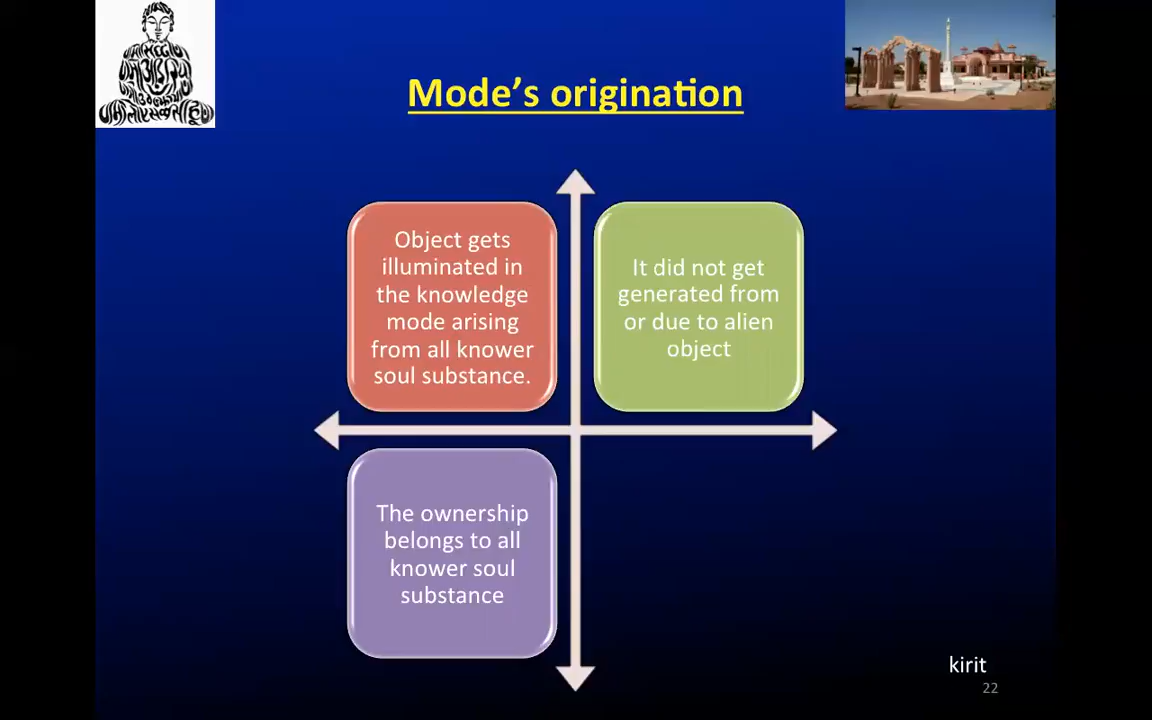 Mode's origination
Object gets
illuminated in
the knowledge
mode arising
from all knower
soul substance.
It did not get
generated from
or due to alien
object
The ownership
belongs to all
knower soul
substance
kirit
22